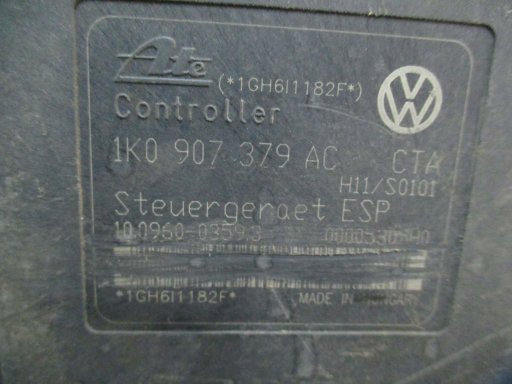 Ate (*1GH6I1182F*)
Controller
1K0 907 379 AC CTA
H11/S0101
Steuergeraet ESP
10.0960-0359.3
*1GH6I1182F*
MADE IN HUNGARY